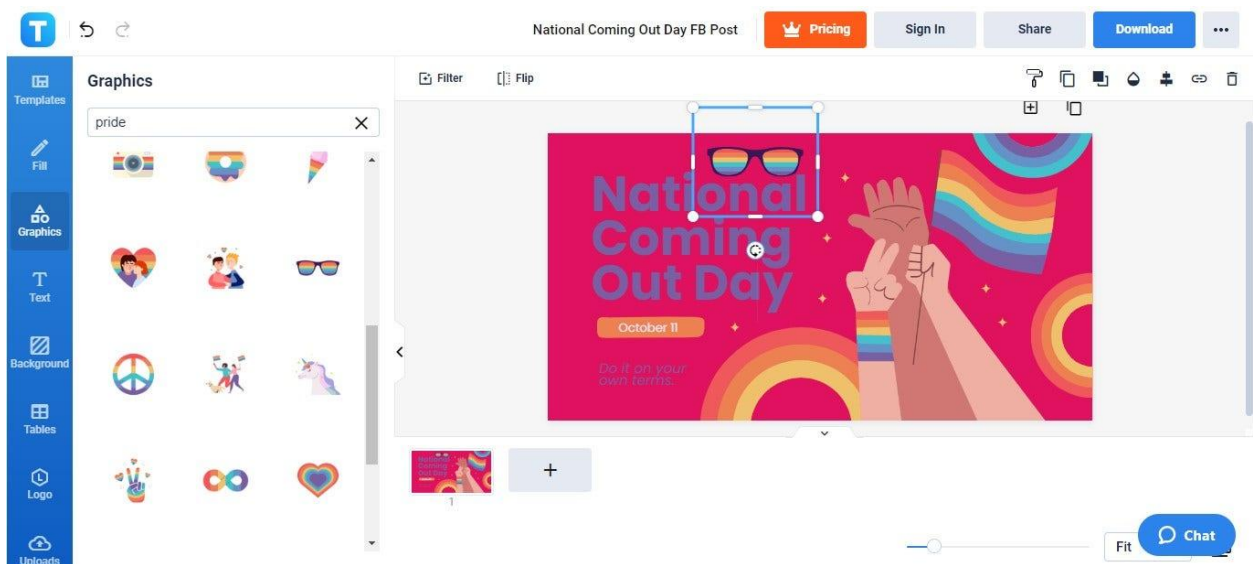 T
National Coming Out Day FB Post
Pricing
Sign In
Share
Download
Templates
Fill
Graphics
Text
Background
Tables
Logo
Uploads
Graphics
pride
Filter
Flip
National
Coming
Out Day
October 11
Do it on your
own terms.
1
Fit
Chat